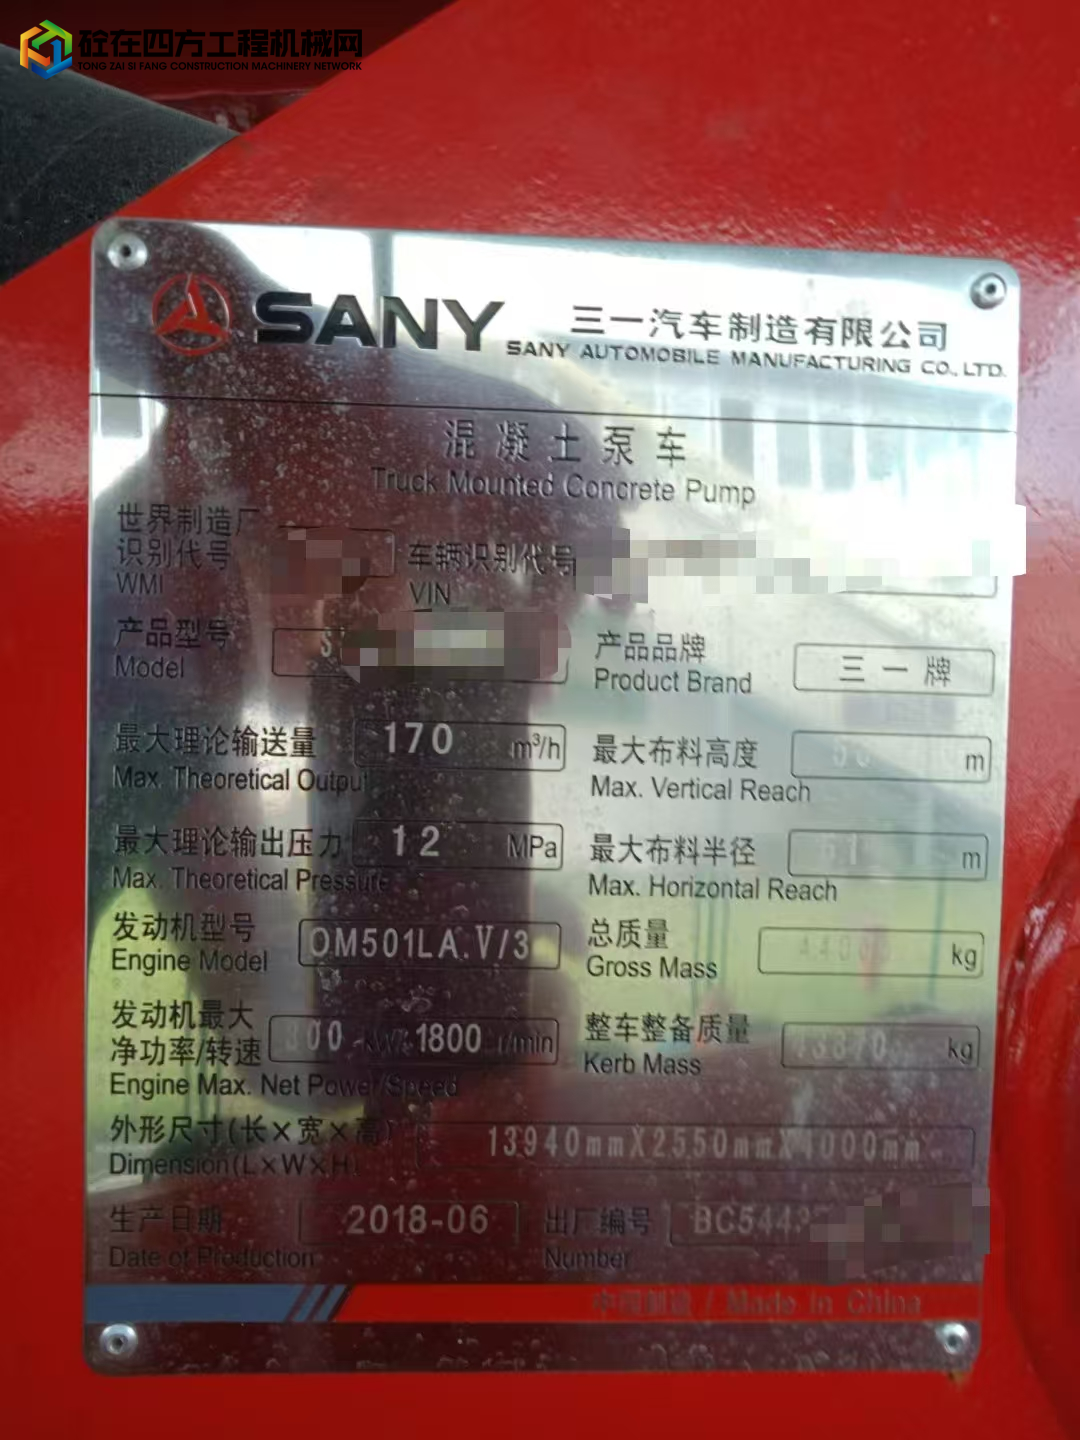 砼在四方工程机械网
TONG ZAI SI FANG CONSTRUCTION MACHINERY NETWORK
SANY 三一汽车制造有限公司
SANY AUTOMOBILE MANUFACTURING CO., LTD.
混凝土泵车
Truck Mounted Concrete Pump
世界制造厂
识别代号
WMI
车辆识别代号
VIN
产品型号
Model
产品品牌 三一牌
Product Brand
最大理论输送量 170 m³/h
Max. Theoretical Output
最大布料高度 m
Max. Vertical Reach
最大理论输出压力 12 MPa
Max. Theoretical Pressure
最大布料半径 m
Max. Horizontal Reach
发动机型号 OM501LA.V/3
Engine Model
总质量 kg
Gross Mass
发动机最大
净功率/转速 kW 1800 r/min
Engine Max. Net Power/Speed
整车整备质量 kg
Kerb Mass
外形尺寸(长×宽×高) 13940mmX2550mmX4000mm
Dimension(L×W×H)
生产日期 2018-06
Date of Production
出厂编号 BC5443
Number
中国制造 / Made in China